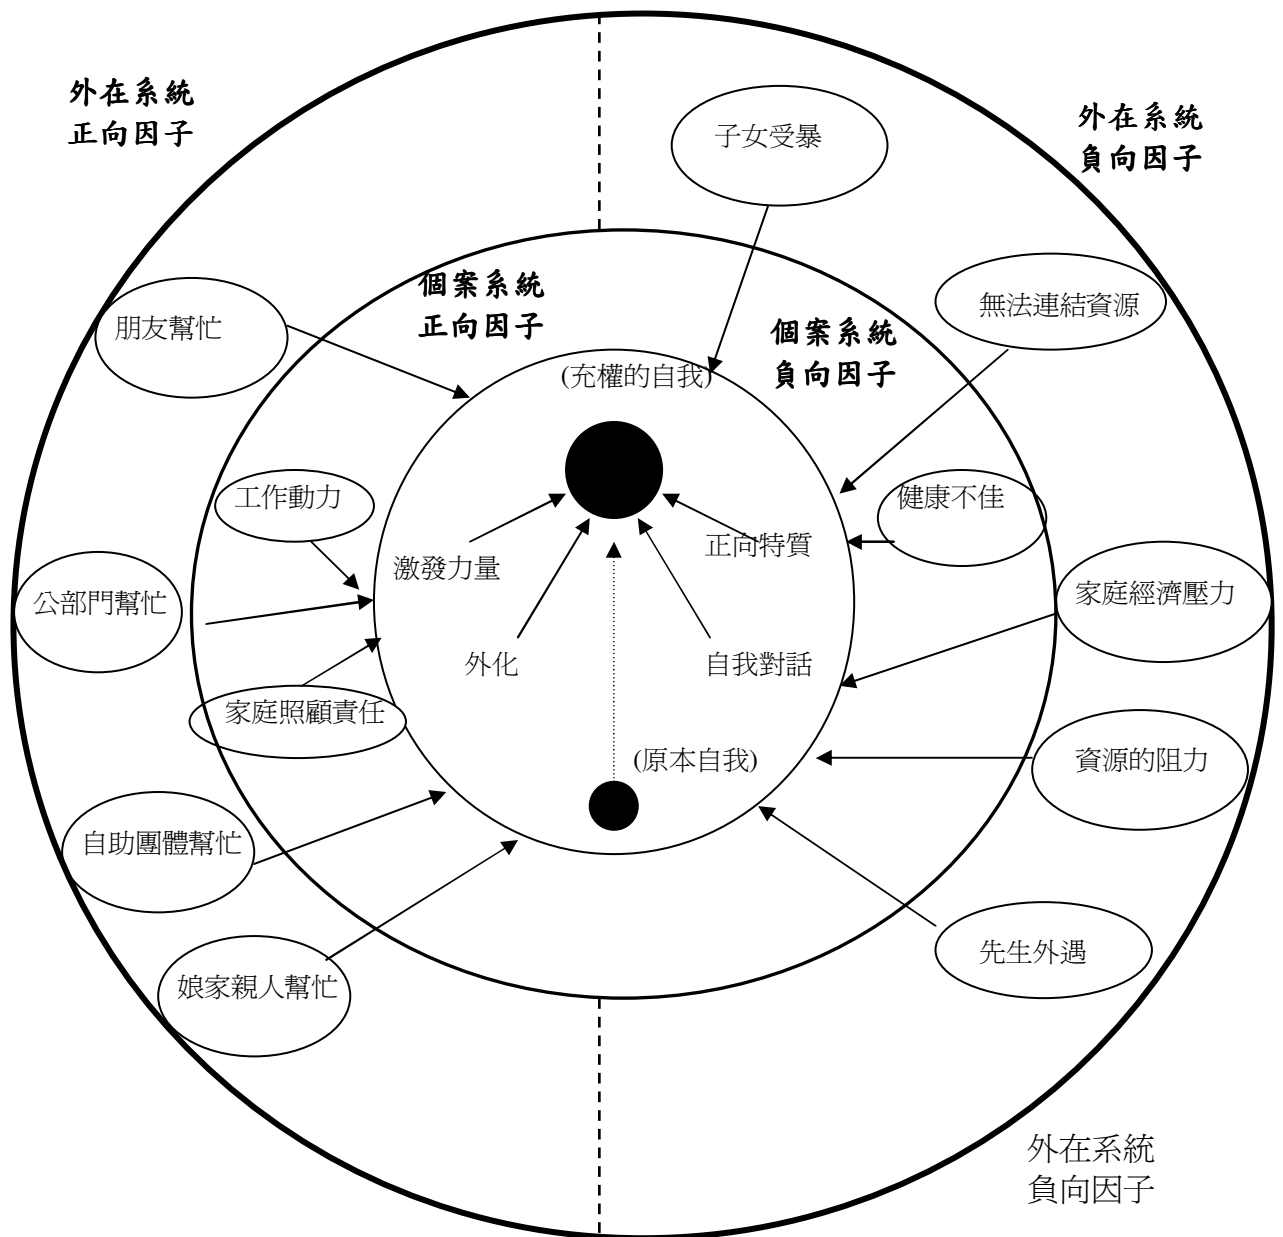 外在系統
正向因子
外在系統
負向因子
子女受暴
個案系統
正向因子
無法連結資源
朋友幫忙
個案系統
負向因子
(充權的自我)
工作動力
健康不佳
正向特質
激發力量
公部門幫忙
家庭經濟壓力
外化
自我對話
家庭照顧責任
(原本自我)
資源的阻力
自助團體幫忙
先生外遇
娘家親人幫忙
外在系統
負向因子